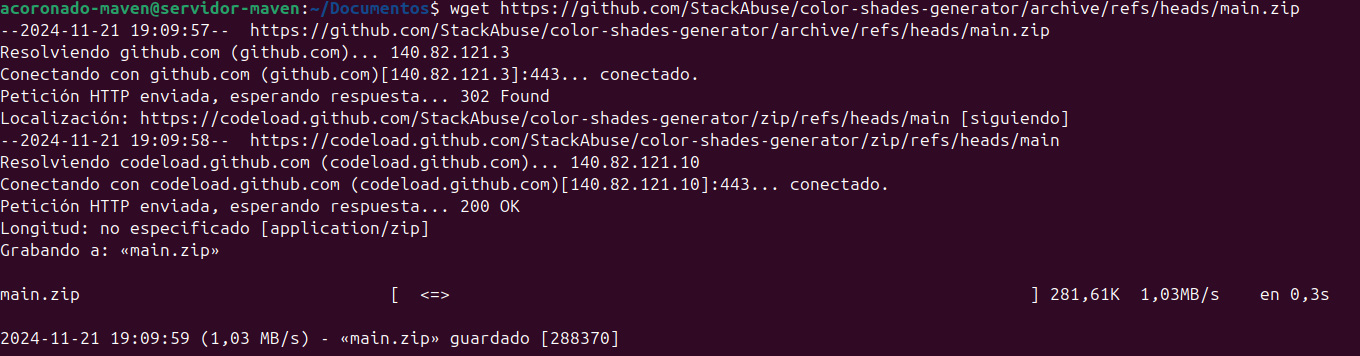 acoronado-maven@servidor-maven:~/Documentos$ wget https://github.com/StackAbuse/color-shades-generator/archive/refs/heads/main.zip
--2024-11-21 19:09:57--  https://github.com/StackAbuse/color-shades-generator/archive/refs/heads/main.zip
Resolviendo github.com (github.com)... 140.82.121.3
Conectando con github.com (github.com)[140.82.121.3]:443... conectado.
Petición HTTP enviada, esperando respuesta... 302 Found
Localización: https://codeload.github.com/StackAbuse/color-shades-generator/zip/refs/heads/main [siguiendo]
--2024-11-21 19:09:58--  https://codeload.github.com/StackAbuse/color-shades-generator/zip/refs/heads/main
Resolviendo codeload.github.com (codeload.github.com)... 140.82.121.10
Conectando con codeload.github.com (codeload.github.com)[140.82.121.10]:443... conectado.
Petición HTTP enviada, esperando respuesta... 200 OK
Longitud: no especificado [application/zip]
Grabando a: «main.zip»
main.zip                               [  <=>                                                          ] 281,61K  1,03MB/s    en 0,3s
2024-11-21 19:09:59 (1,03 MB/s) - «main.zip» guardado [288370]